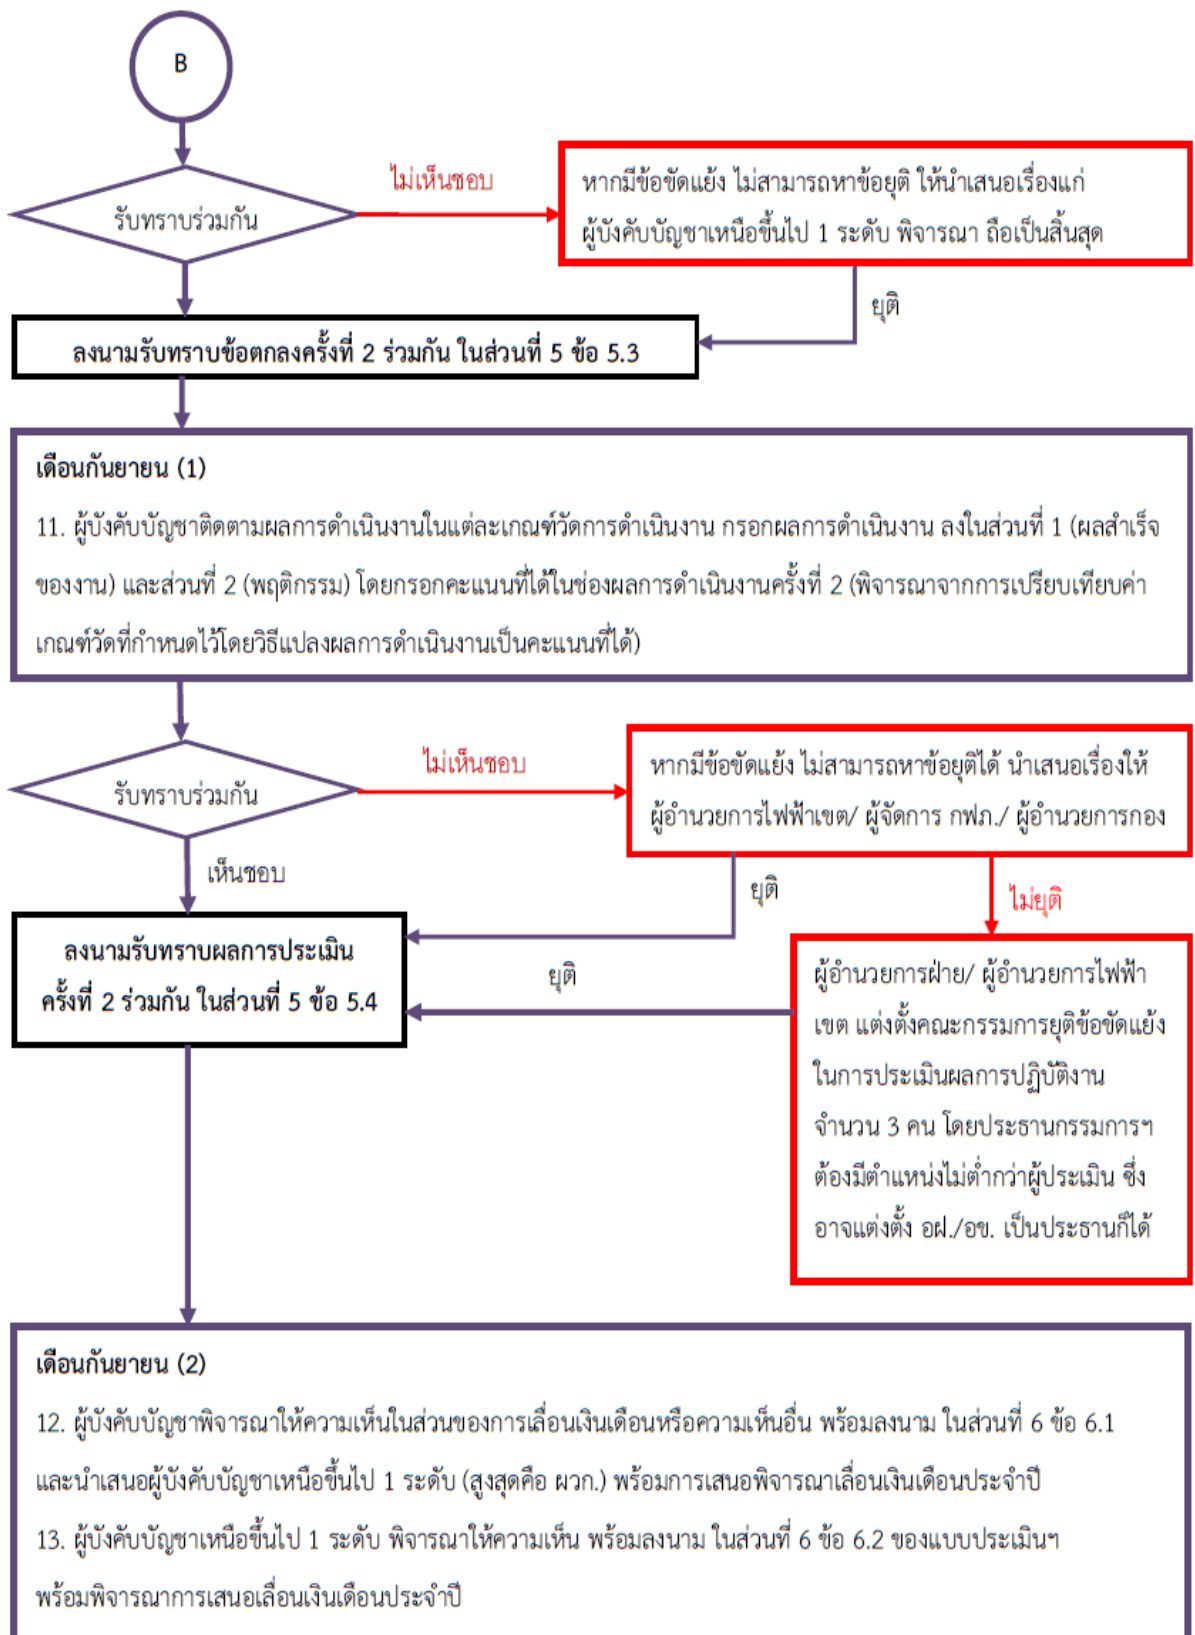 B
รับทราบร่วมกัน
ไม่เห็นชอบ
หากมีข้อขัดแย้ง ไม่สามารถหาข้อยุติ ให้นำเสนอเรื่องแก่
ผู้บังคับบัญชาเหนือขึ้นไป 1 ระดับ พิจารณา ถือเป็นสิ้นสุด
ยุติ
ลงนามรับทราบข้อตกลงครั้งที่ 2 ร่วมกัน ในส่วนที่ 5 ข้อ 5.3
เดือนกันยายน (1)
11. ผู้บังคับบัญชาติดตามผลการดำเนินงานในแต่ละเกณฑ์วัดการดำเนินงาน กรอกผลการดำเนินงาน ลงในส่วนที่ 1 (ผลสำเร็จ
ของงาน) และส่วนที่ 2 (พฤติกรรม) โดยกรอกคะแนนที่ได้ในช่องผลการดำเนินงานครั้งที่ 2 (พิจารณาจากการเปรียบเทียบค่า
เกณฑ์วัดที่กำหนดไว้โดยวิธีแปลงผลการดำเนินงานเป็นคะแนนที่ได้)
รับทราบร่วมกัน
ไม่เห็นชอบ
หากมีข้อขัดแย้ง ไม่สามารถหาข้อยุติได้ นำเสนอเรื่องให้
ผู้อำนวยการไฟฟ้าเขต/ ผู้จัดการ กฟภ./ ผู้อำนวยการกอง
เห็นชอบ
ยุติ
ไม่ยุติ
ลงนามรับทราบผลการประเมิน
ครั้งที่ 2 ร่วมกัน ในส่วนที่ 5 ข้อ 5.4
ยุติ
ผู้อำนวยการฝ่าย/ ผู้อำนวยการไฟฟ้า
เขต แต่งตั้งคณะกรรมการยุติข้อขัดแย้ง
ในการประเมินผลการปฏิบัติงาน
จำนวน 3 คน โดยประธานกรรมการฯ
ต้องมีตำแหน่งไม่ต่ำกว่าผู้ประเมิน ซึ่ง
อาจแต่งตั้ง อฝ./อข. เป็นประธานก็ได้
เดือนกันยายน (2)
12. ผู้บังคับบัญชาพิจารณาให้ความเห็นในส่วนของการเลื่อนเงินเดือนหรือความเห็นอื่น พร้อมลงนาม ในส่วนที่ 6 ข้อ 6.1
และนำเสนอผู้บังคับบัญชาเหนือขึ้นไป 1 ระดับ (สูงสุดคือ ผวก.) พร้อมการเสนอพิจารณาเลื่อนเงินเดือนประจำปี
13. ผู้บังคับบัญชาเหนือขึ้นไป 1 ระดับ พิจารณาให้ความเห็น พร้อมลงนาม ในส่วนที่ 6 ข้อ 6.2 ของแบบประเมินฯ
พร้อมพิจารณาการเสนอเลื่อนเงินเดือนประจำปี